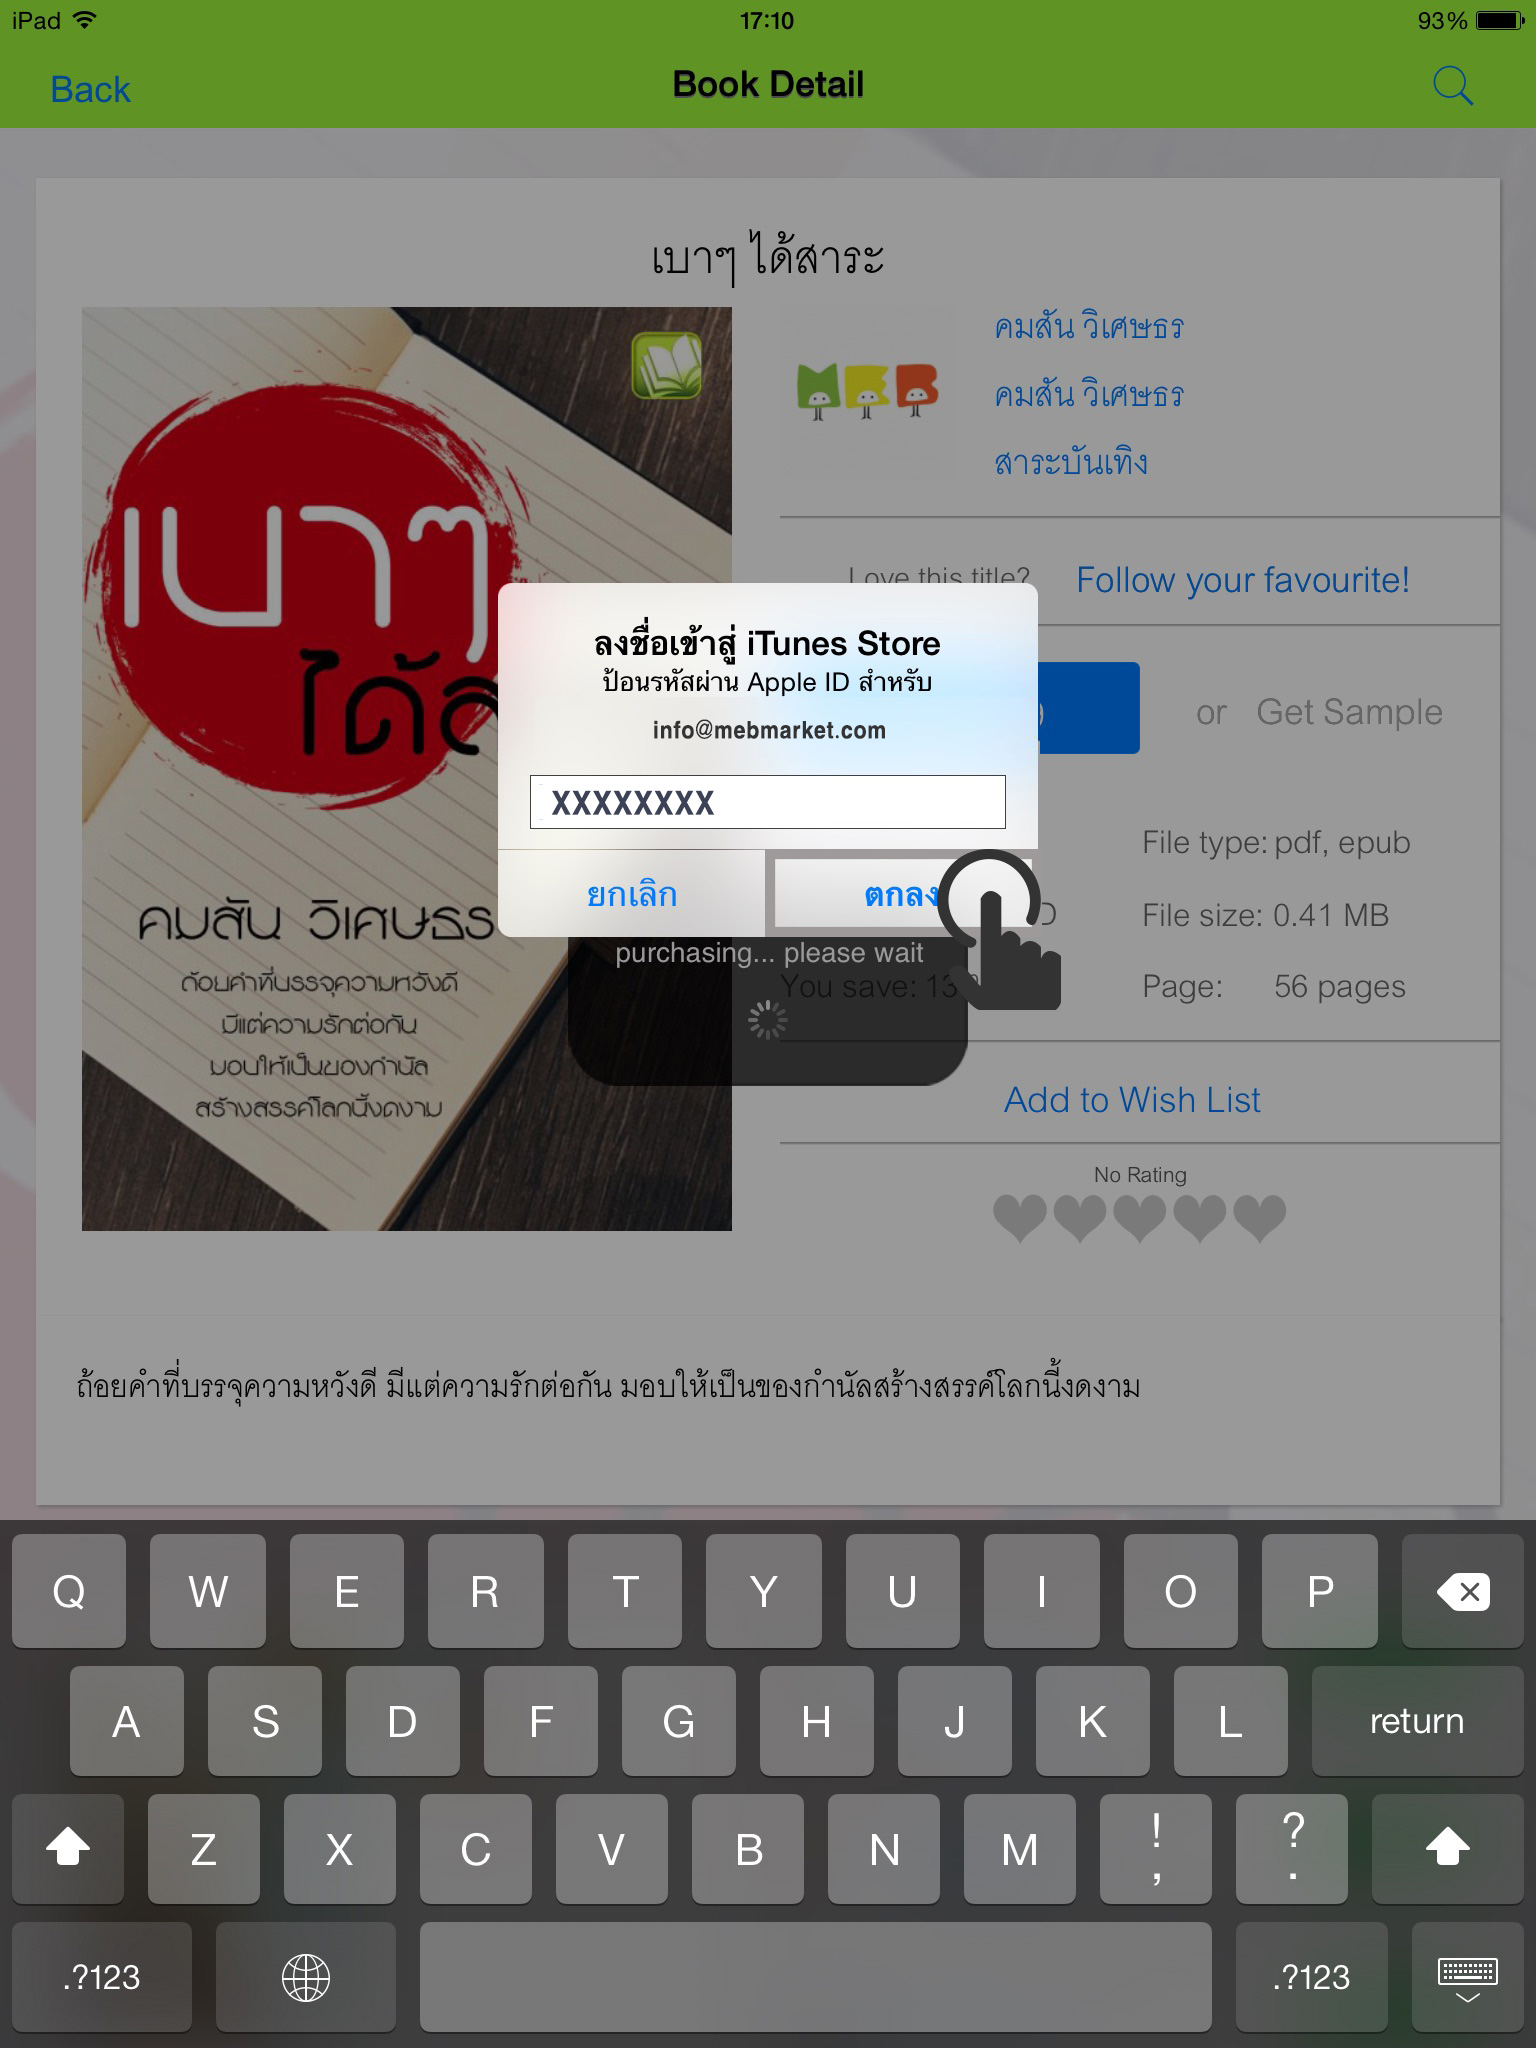 iPad 17:10 93%
Back Book Detail
เบาๆ ได้สาระ
เบาๆ
ได้ส
คมสัน วิเศษธร
ถ้อยคำที่บรรจุความหวังดี
มีแต่ความรักต่อกัน
มอบให้เป็นของกำนัล
สร้างสรรค์โลกนี้งดงาม
MEB
คมสัน วิเศษธร
คมสัน วิเศษธร
สาระบันเทิง
Love this title? Follow your favourite!
or Get Sample
ลงชื่อเข้าสู่ iTunes Store
ป้อนรหัสผ่าน Apple ID สำหรับ
info@mebmarket.com
XXXXXXXX
ยกเลิก ตกลง
purchasing... please wait
File type: pdf, epub
File size: 0.41 MB
You save: 13
Page: 56 pages
Add to Wish List
No Rating
ถ้อยคำที่บรรจุความหวังดี มีแต่ความรักต่อกัน มอบให้เป็นของกำนัลสร้างสรรค์โลกนี้งดงาม
Q W E R T Y U I O P
A S D F G H J K L return
Z X C V B N M ! , ? .
.?123 .?123